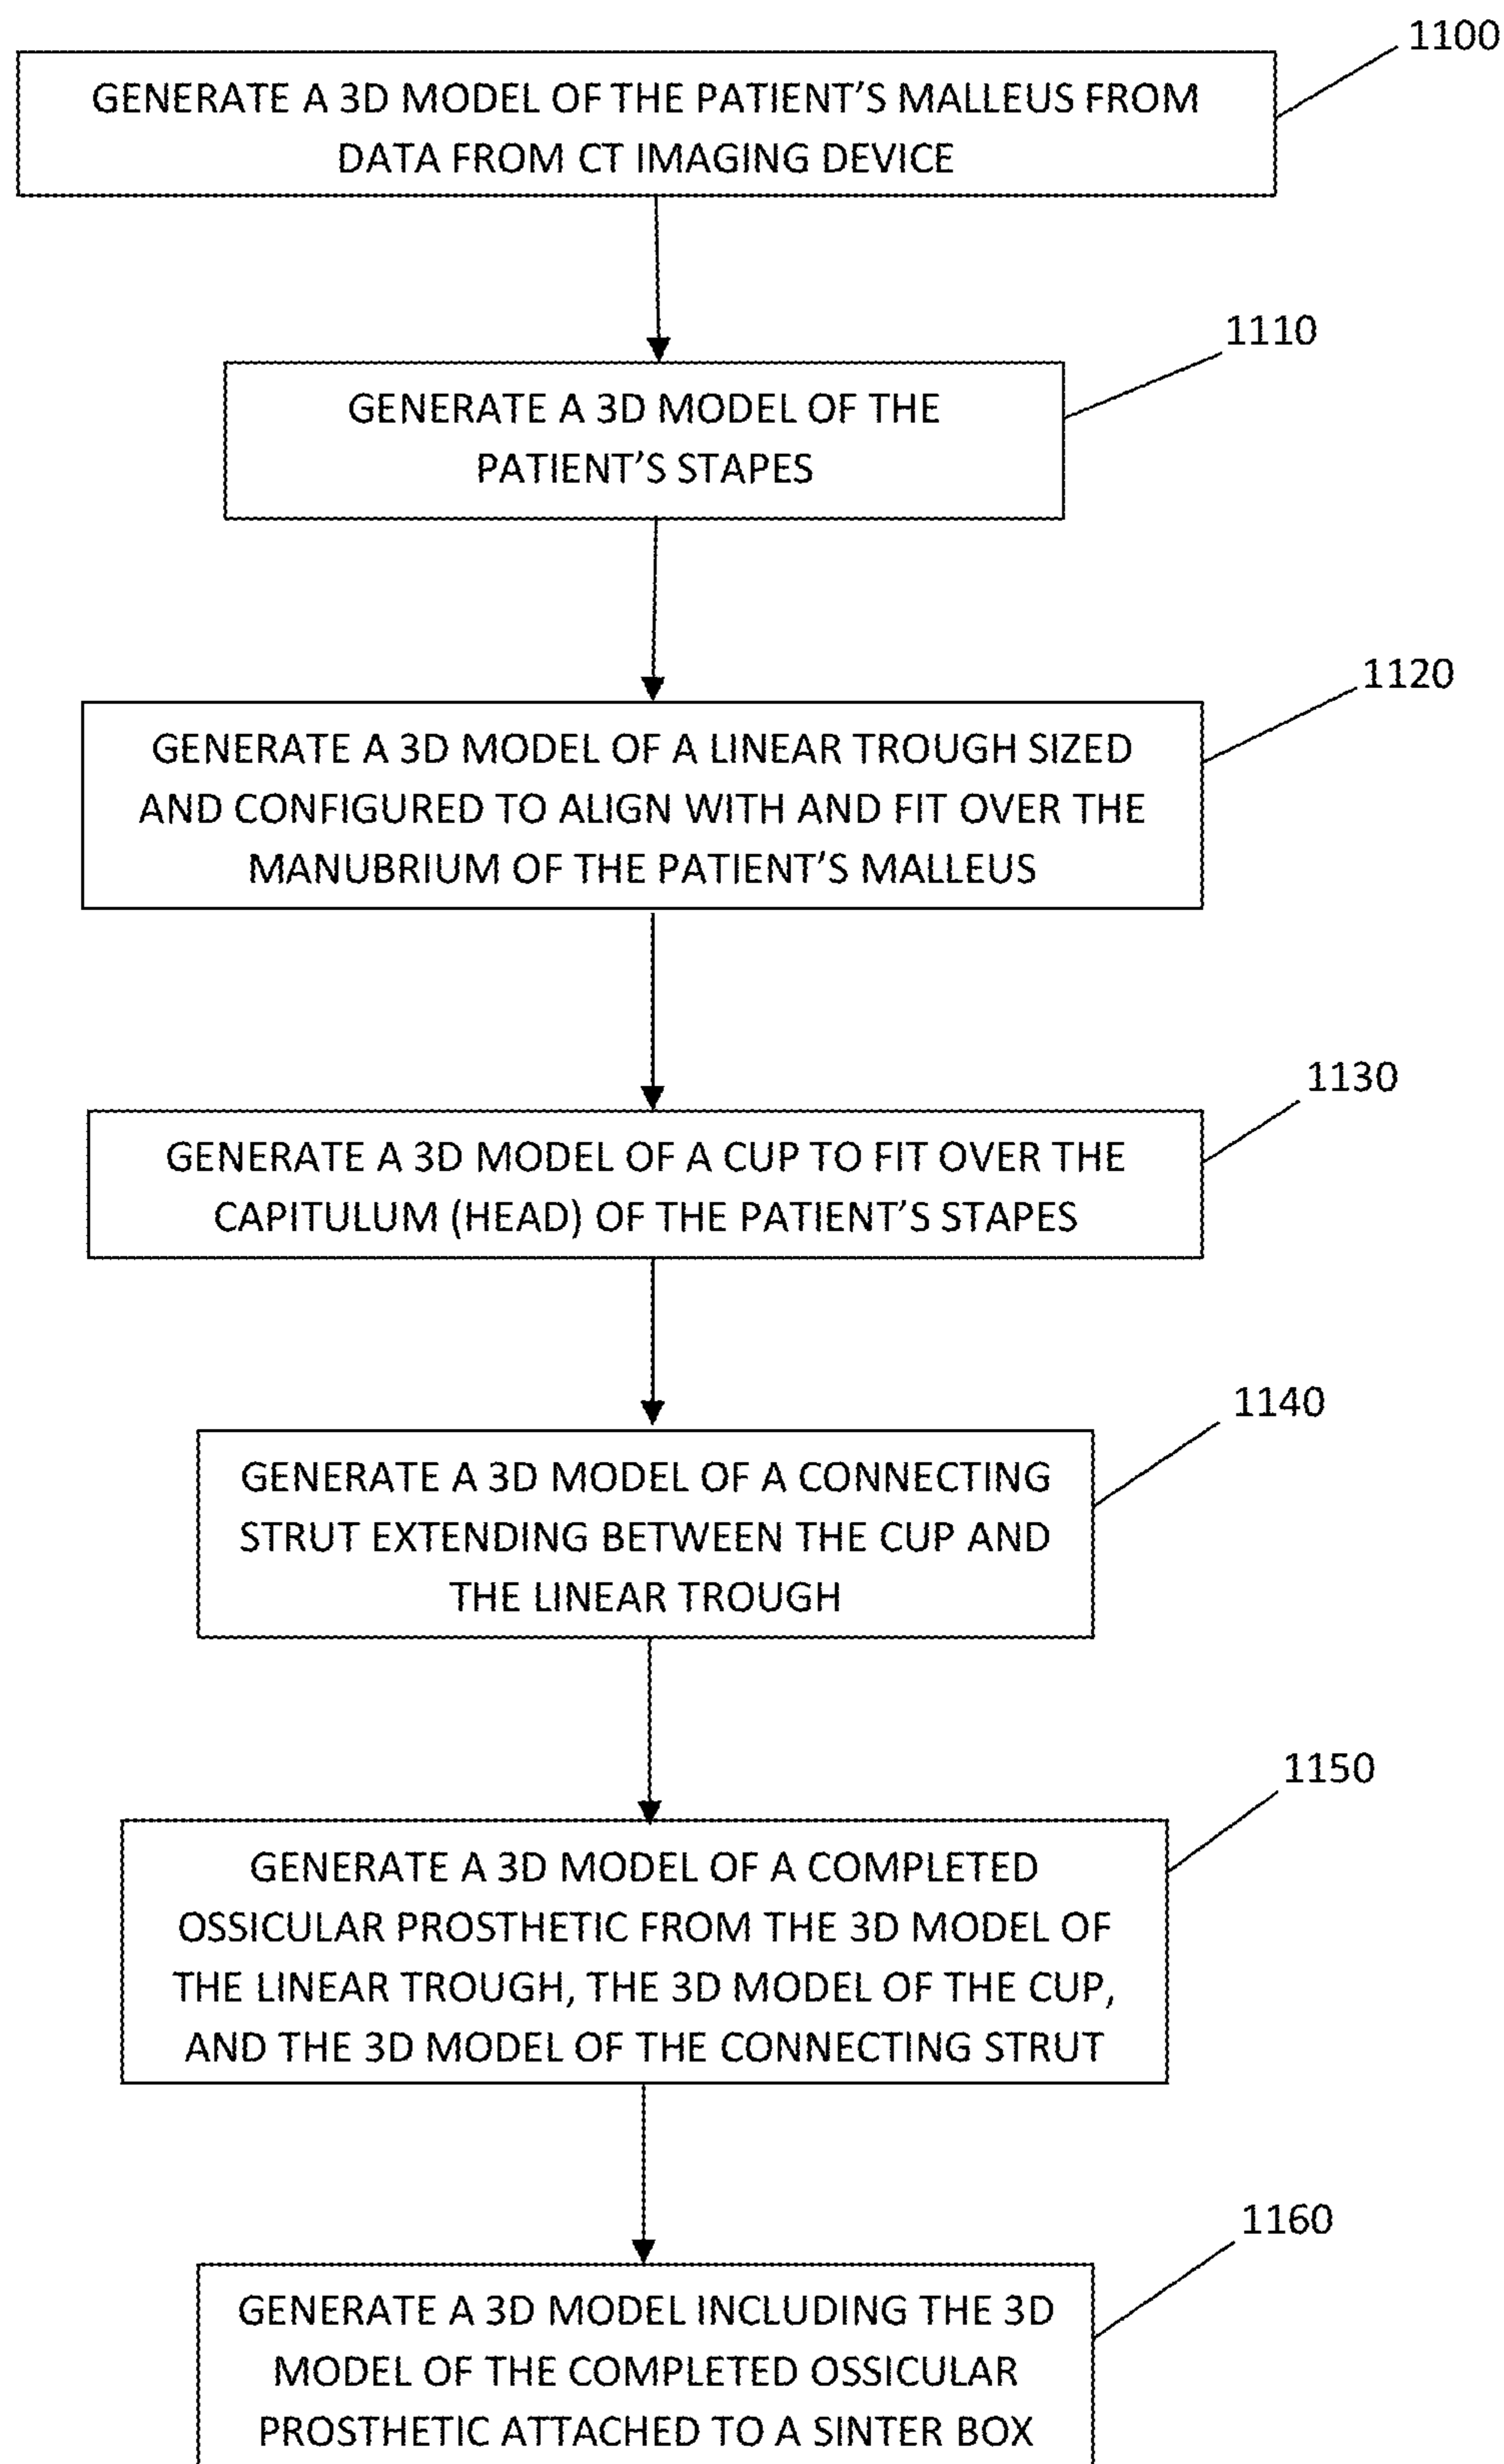 1100
GENERATE A 3D MODEL OF THE PATIENT'S MALLEUS FROM
DATA FROM CT IMAGING DEVICE
1110
GENERATE A 3D MODEL OF THE
PATIENT'S STAPES
1120
GENERATE A 3D MODEL OF A LINEAR TROUGH SIZED
AND CONFIGURED TO ALIGN WITH AND FIT OVER THE
MANUBRIUM OF THE PATIENT'S MALLEUS
1130
GENERATE A 3D MODEL OF A CUP TO FIT OVER THE
CAPITULUM (HEAD) OF THE PATIENT'S STAPES
1140
GENERATE A 3D MODEL OF A CONNECTING
STRUT EXTENDING BETWEEN THE CUP AND
THE LINEAR TROUGH
1150
GENERATE A 3D MODEL OF A COMPLETED
OSSICULAR PROSTHETIC FROM THE 3D MODEL OF
THE LINEAR TROUGH, THE 3D MODEL OF THE CUP,
AND THE 3D MODEL OF THE CONNECTING STRUT
1160
GENERATE A 3D MODEL INCLUDING THE 3D
MODEL OF THE COMPLETED OSSICULAR
PROSTHETIC ATTACHED TO A SINTER BOX